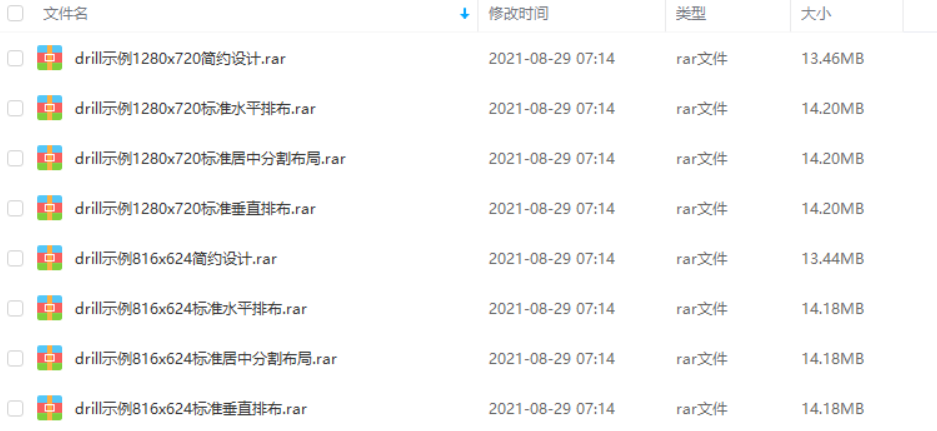 文件名 修改时间 类型 大小
drill示例1280x720简约设计.rar 2021-08-29 07:14 rar文件 13.46MB
drill示例1280x720标准水平排布.rar 2021-08-29 07:14 rar文件 14.20MB
drill示例1280x720标准居中分割布局.rar 2021-08-29 07:14 rar文件 14.20MB
drill示例1280x720标准垂直排布.rar 2021-08-29 07:14 rar文件 14.20MB
drill示例816x624简约设计.rar 2021-08-29 07:14 rar文件 13.44MB
drill示例816x624标准水平排布.rar 2021-08-29 07:14 rar文件 14.18MB
drill示例816x624标准居中分割布局.rar 2021-08-29 07:14 rar文件 14.18MB
drill示例816x624标准垂直排布.rar 2021-08-29 07:14 rar文件 14.18MB